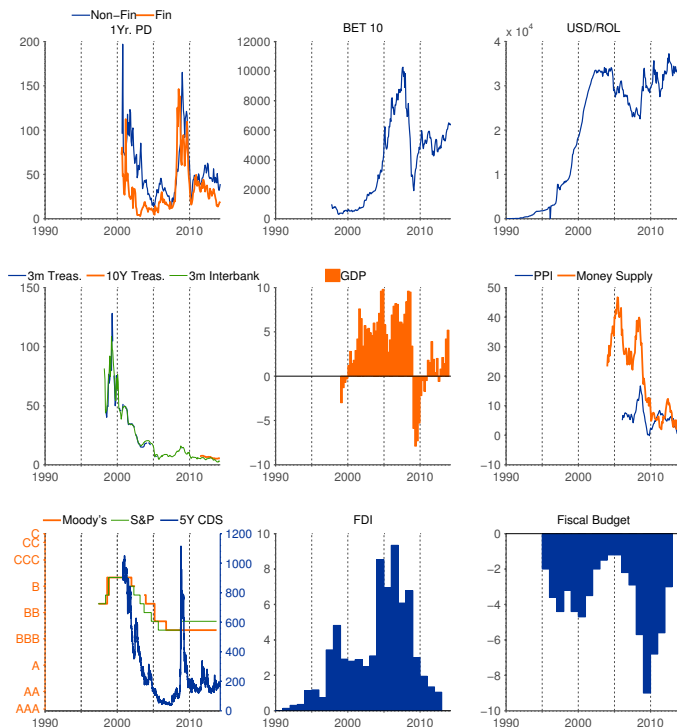 Non−Fin Fin
1Yr. PD
200
150
100
50
0
1990 2000 2010
BET 10
12000
10000
8000
6000
4000
2000
0
1990 2000 2010
USD/ROL
x 10⁴
4
3
2
1
0
1990 2000 2010
3m Treas. 10Y Treas. 3m Interbank
150
100
50
0
1990 2000 2010
GDP
10
5
0
−5
−10
1990 2000 2010
PPI Money Supply
50
40
30
20
10
0
−10
1990 2000 2010
Moody's S&P 5Y CDS
C
CC
CCC
B
BB
BBB
A
AA
AAA
1200
1000
800
600
400
200
0
1990 2000 2010
FDI
10
8
6
4
2
0
1990 2000 2010
Fiscal Budget
0
−2
−4
−6
−8
−10
1990 2000 2010